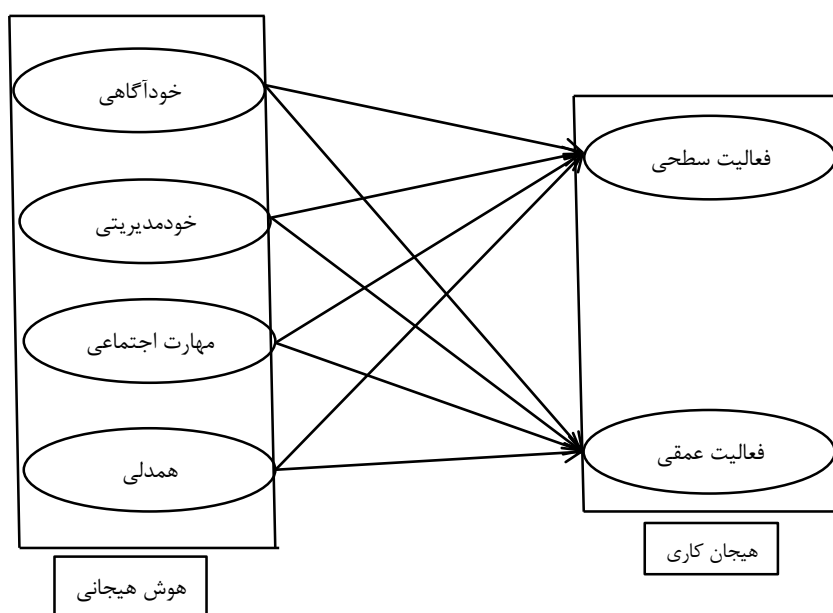 خودآگاهی
فعالیت سطحی
خودمدیریتی
مهارت اجتماعی
همدلی
فعالیت عمقی
هیجان کاری
هوش هیجانی